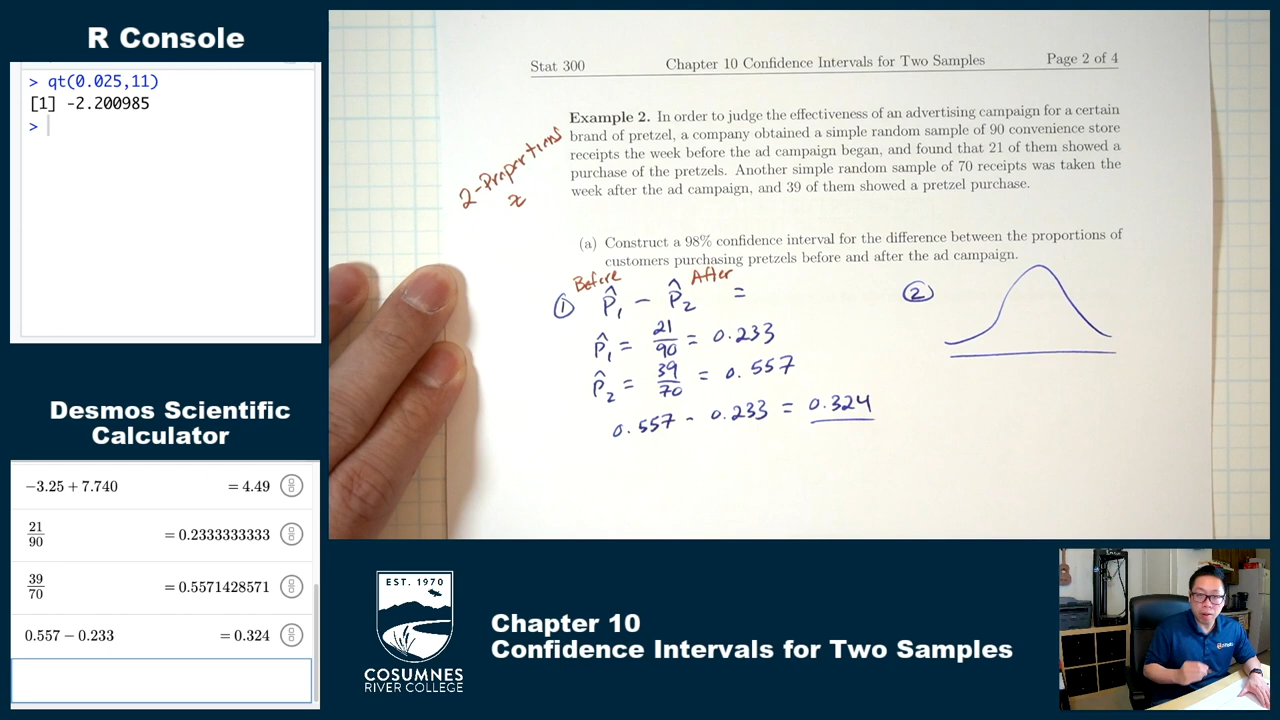 R Console
> qt(0.025,11)
[1] -2.200985
>
Desmos Scientific
Calculator
−3.25 + 7.740 = 4.49
21/90 = 0.2333333333
39/70 = 0.5571428571
0.557 − 0.233 = 0.324
Stat 300 Chapter 10 Confidence Intervals for Two Samples Page 2 of 4
2-Proportions
z
Example 2. In order to judge the effectiveness of an advertising campaign for a certain
brand of pretzel, a company obtained a simple random sample of 90 convenience store
receipts the week before the ad campaign began, and found that 21 of them showed a
purchase of the pretzels. Another simple random sample of 70 receipts was taken the
week after the ad campaign, and 39 of them showed a pretzel purchase.
(a) Construct a 98% confidence interval for the difference between the proportions of
customers purchasing pretzels before and after the ad campaign.
Before After
① p̂₁ − p̂₂ =
p̂₁ = 21/90 = 0.233
p̂₂ = 39/70 = 0.557
0.557 - 0.233 = 0.324
②
EST. 1970
COSUMNES
RIVER COLLEGE
Chapter 10
Confidence Intervals for Two Samples